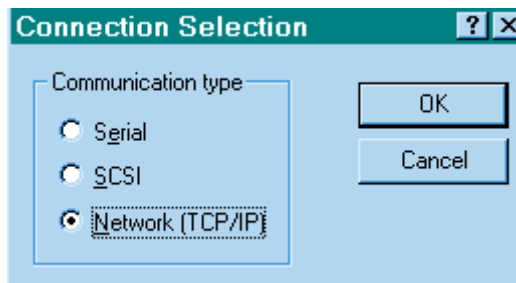 Connection Selection
Communication type
Serial
SCSI
Network (TCP/IP)
OK
Cancel